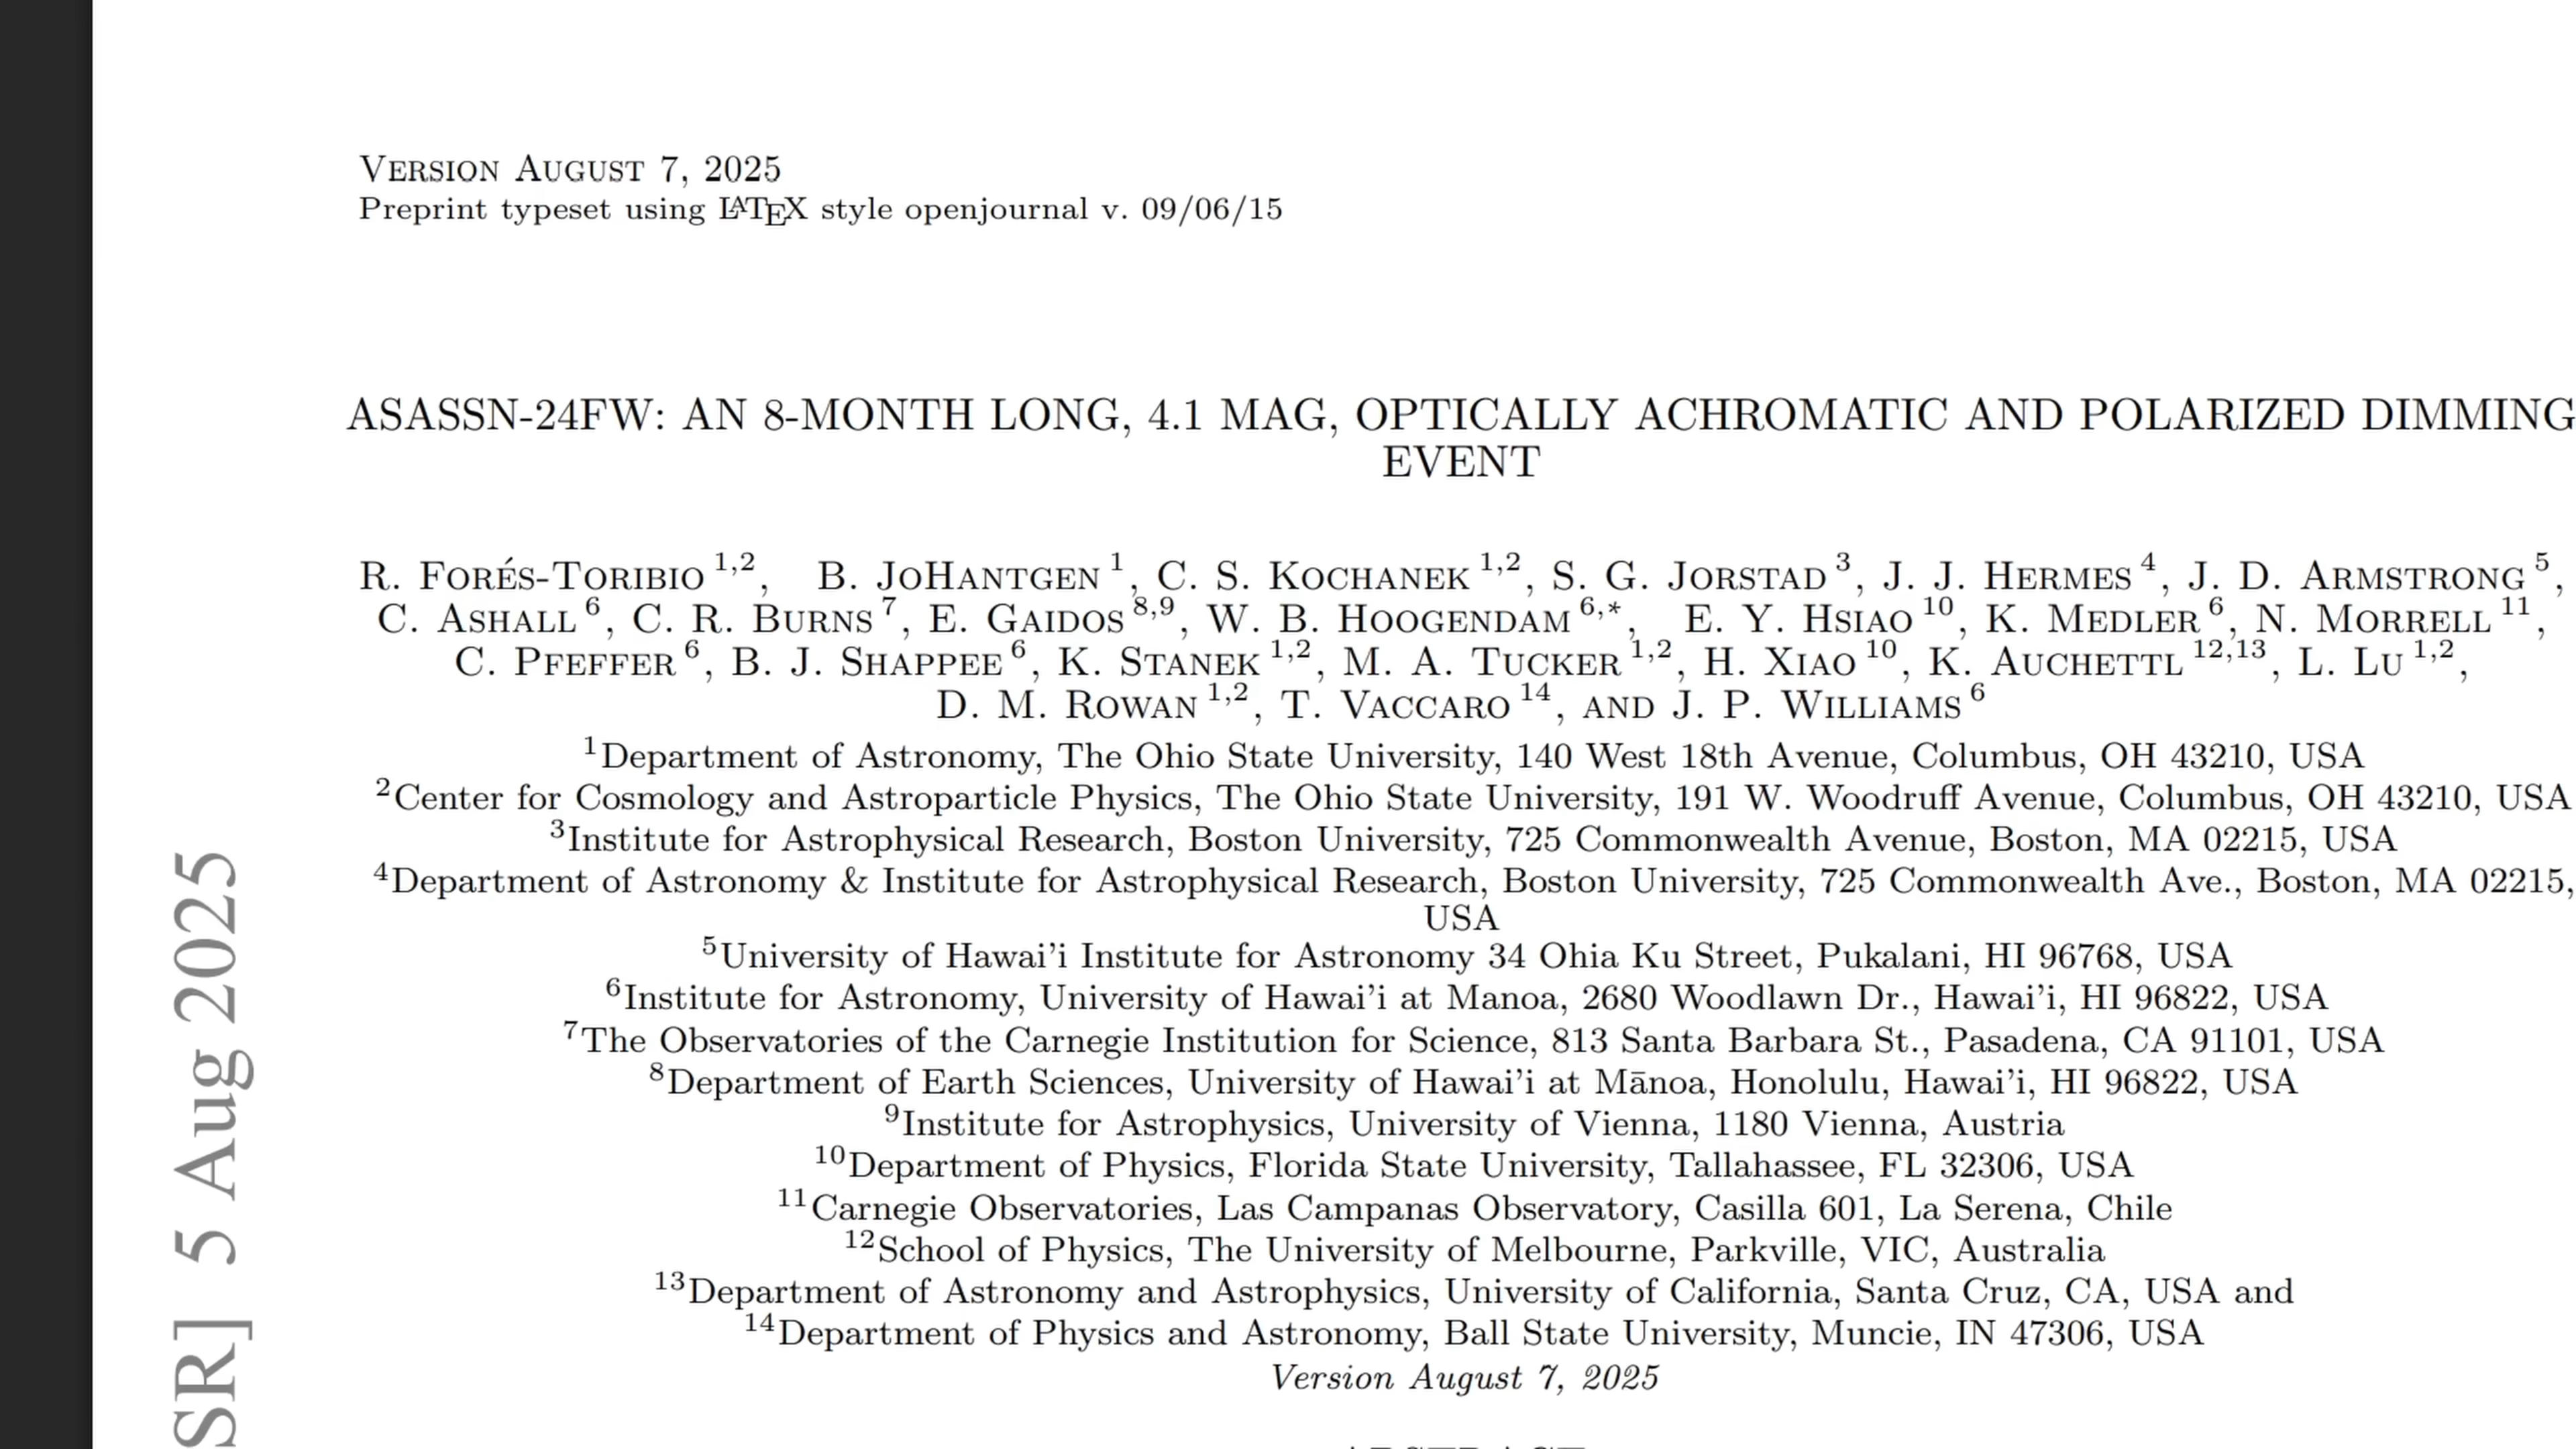 VERSION AUGUST 7, 2025
Preprint typeset using LATEX style openjournal v. 09/06/15
ASASSN-24FW: AN 8-MONTH LONG, 4.1 MAG, OPTICALLY ACHROMATIC AND POLARIZED DIMMING
EVENT
R. FORÉS-TORIBIO 1,2, B. JOHANTGEN 1, C. S. KOCHANEK 1,2, S. G. JORSTAD 3, J. J. HERMES 4, J. D. ARMSTRONG 5,
C. ASHALL 6, C. R. BURNS 7, E. GAIDOS 8,9, W. B. HOOGENDAM 6,*, E. Y. HSIAO 10, K. MEDLER 6, N. MORRELL 11,
C. PFEFFER 6, B. J. SHAPPEE 6, K. STANEK 1,2, M. A. TUCKER 1,2, H. XIAO 10, K. AUCHETTL 12,13, L. LU 1,2,
D. M. ROWAN 1,2, T. VACCARO 14, AND J. P. WILLIAMS 6
1Department of Astronomy, The Ohio State University, 140 West 18th Avenue, Columbus, OH 43210, USA
2Center for Cosmology and Astroparticle Physics, The Ohio State University, 191 W. Woodruff Avenue, Columbus, OH 43210, USA
3Institute for Astrophysical Research, Boston University, 725 Commonwealth Avenue, Boston, MA 02215, USA
4Department of Astronomy & Institute for Astrophysical Research, Boston University, 725 Commonwealth Ave., Boston, MA 02215,
USA
5University of Hawai'i Institute for Astronomy 34 Ohia Ku Street, Pukalani, HI 96768, USA
6Institute for Astronomy, University of Hawai'i at Manoa, 2680 Woodlawn Dr., Hawai'i, HI 96822, USA
7The Observatories of the Carnegie Institution for Science, 813 Santa Barbara St., Pasadena, CA 91101, USA
8Department of Earth Sciences, University of Hawai'i at Mānoa, Honolulu, Hawai'i, HI 96822, USA
9Institute for Astrophysics, University of Vienna, 1180 Vienna, Austria
10Department of Physics, Florida State University, Tallahassee, FL 32306, USA
11Carnegie Observatories, Las Campanas Observatory, Casilla 601, La Serena, Chile
12School of Physics, The University of Melbourne, Parkville, VIC, Australia
13Department of Astronomy and Astrophysics, University of California, Santa Cruz, CA, USA and
14Department of Physics and Astronomy, Ball State University, Muncie, IN 47306, USA
Version August 7, 2025
SR] 5 Aug 2025